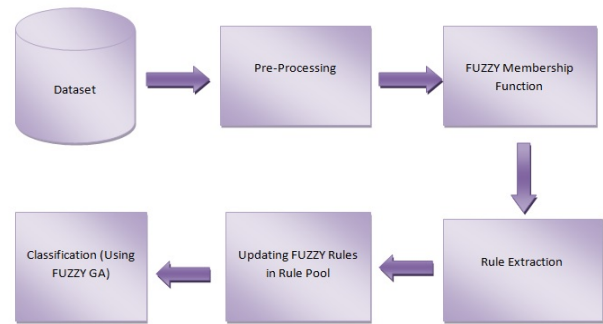 Dataset
Pre-Processing
FUZZY Membership
Function
Rule Extraction
Updating FUZZY Rules
in Rule Pool
Classification (Using
FUZZY GA)